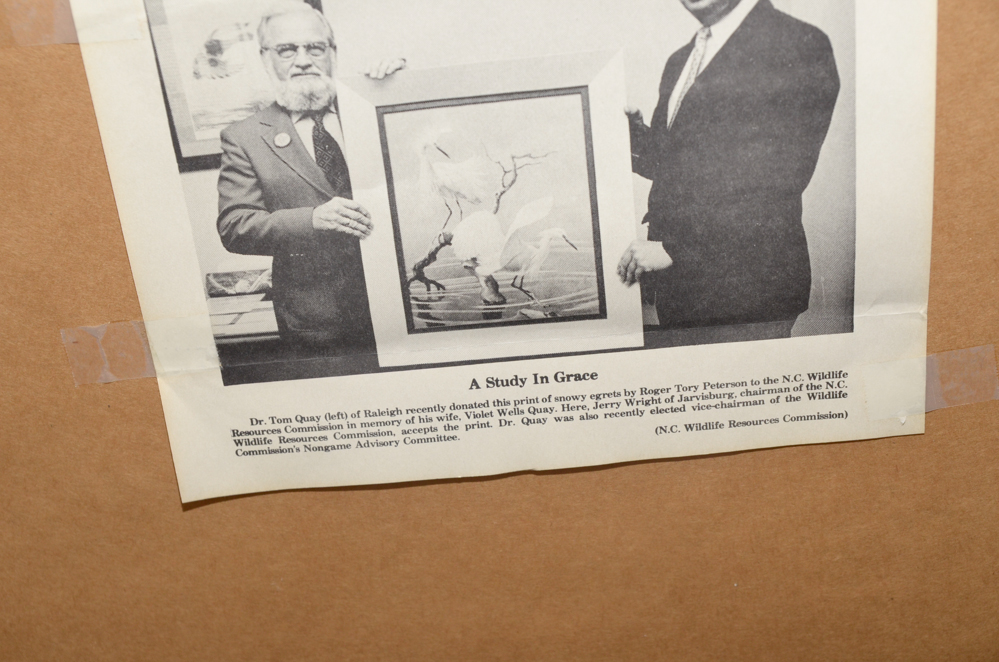 A Study In Grace
Dr. Tom Quay (left) of Raleigh recently donated this print of snowy egrets by Roger Tory Peterson to the N.C. Wildlife
Resources Commission in memory of his wife, Violet Wells Quay. Here, Jerry Wright of Jarvisburg, chairman of the N.C.
Wildlife Resources Commission, accepts the print. Dr. Quay was also recently elected vice-chairman of the Wildlife
Commission's Nongame Advisory Committee.
(N.C. Wildlife Resources Commission)